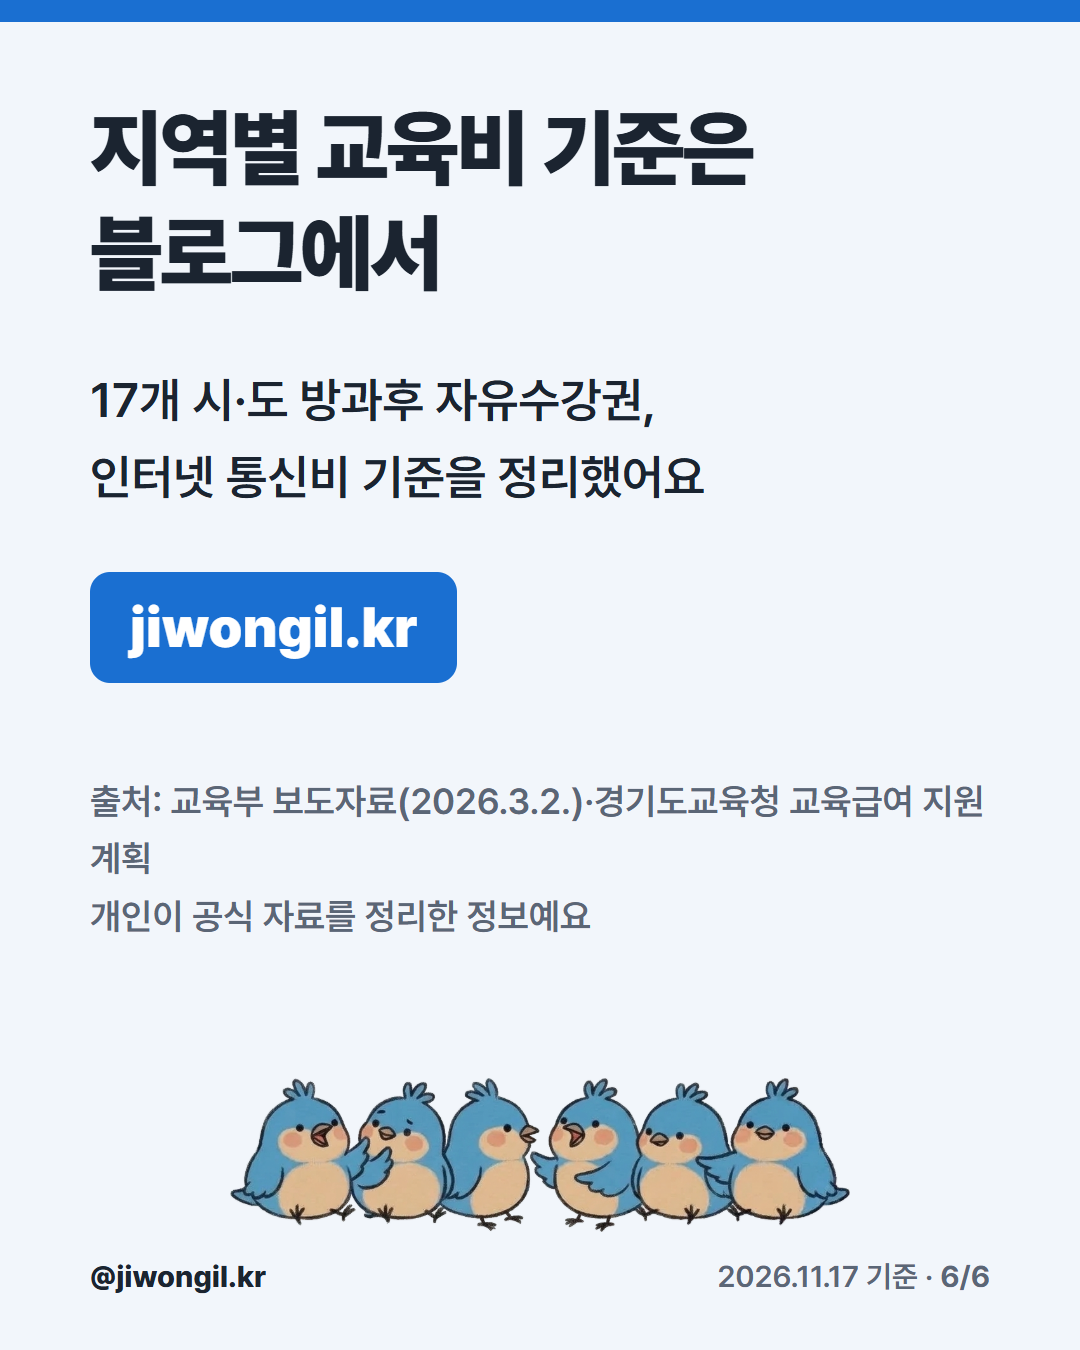 지역별 교육비 기준은
블로그에서
17개 시·도 방과후 자유수강권,
인터넷 통신비 기준을 정리했어요
jiwongil.kr
출처: 교육부 보도자료(2026.3.2.)·경기도교육청 교육급여 지원
계획
개인이 공식 자료를 정리한 정보예요
@jiwongil.kr
2026.11.17 기준 · 6/6